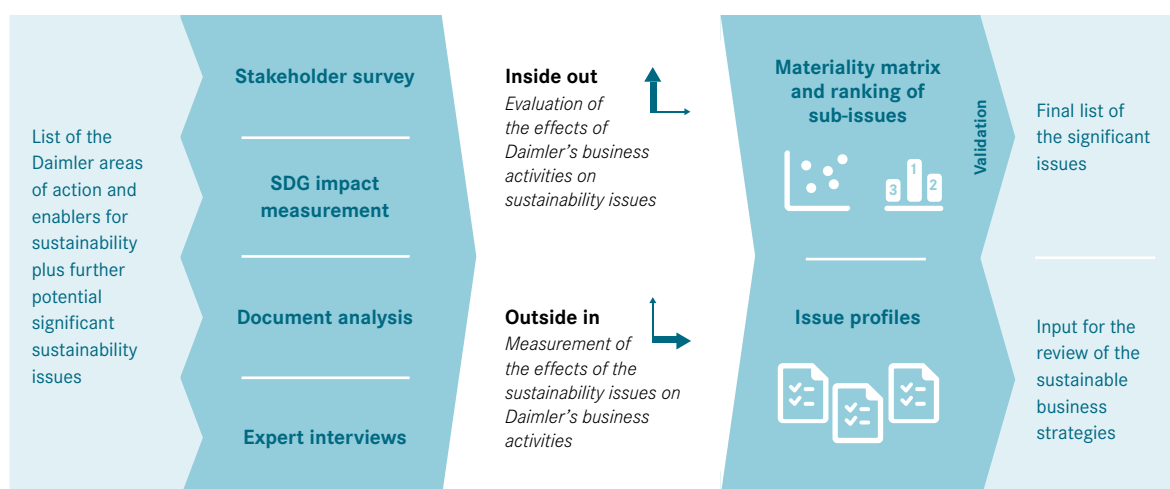 List of the
Daimler areas
of action and
enablers for
sustainability
plus further
potential
significant
sustainability
issues
Stakeholder survey
SDG impact
measurement
Document analysis
Expert interviews
Inside out
Evaluation of
the effects of
Daimler's business
activities on
sustainability issues
Outside in
Measurement of
the effects of the
sustainability issues on
Daimler's business
activities
Materiality matrix
and ranking of
sub-issues
3 1 2
Issue profiles
Validation
Final list of
the significant
issues
Input for the
review of the
sustainable
business
strategies